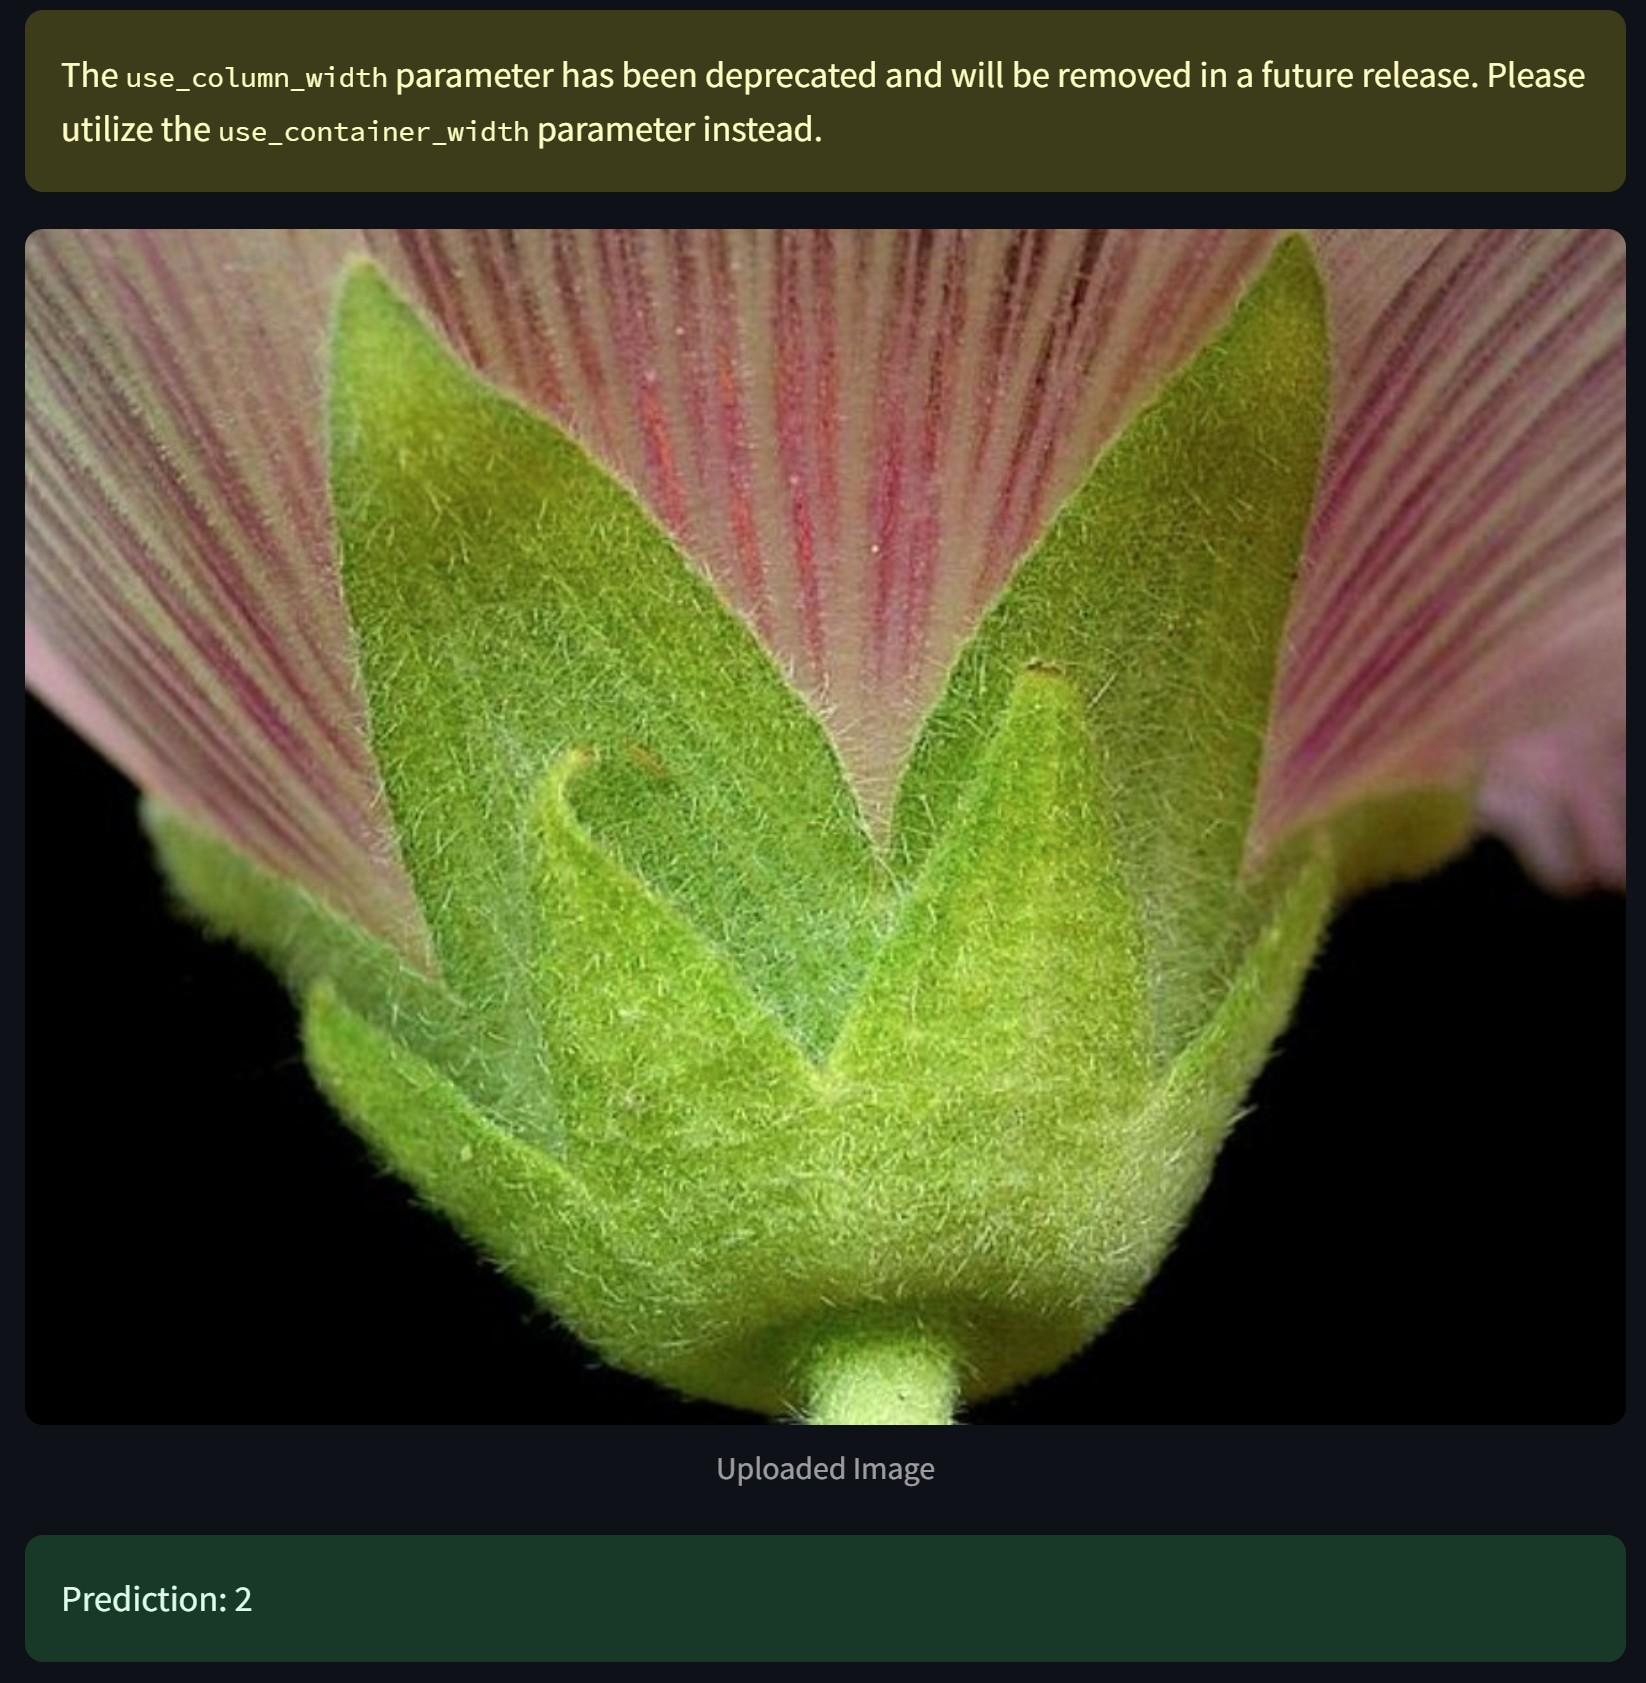 The use_column_width parameter has been deprecated and will be removed in a future release. Please
utilize the use_container_width parameter instead.
Uploaded Image
Prediction: 2